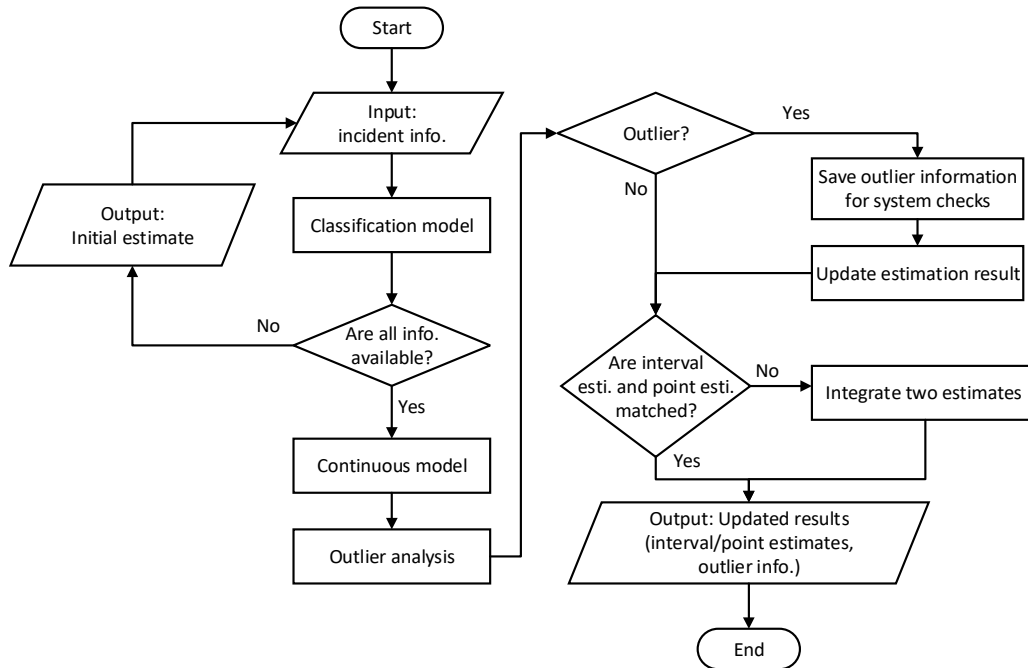 Start
Input:
incident info.
Output:
Initial estimate
Classification model
No
Are all info.
available?
Yes
Continuous model
Outlier analysis
Outlier?
Yes
No
Save outlier information
for system checks
Update estimation result
Are interval
esti. and point esti.
matched?
No
Integrate two estimates
Yes
Output: Updated results
(interval/point estimates,
outlier info.)
End